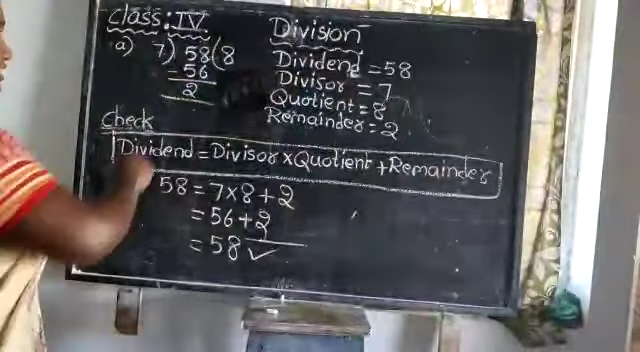 Class: IV
Division
a) 7) 58(8
56
2
Dividend = 58
Divisor = 7
Quotient = 8
Remainder = 2
Check
Dividend = Divisor × Quotient + Remainder
58 = 7×8+2
= 56+2
= 58 ✓